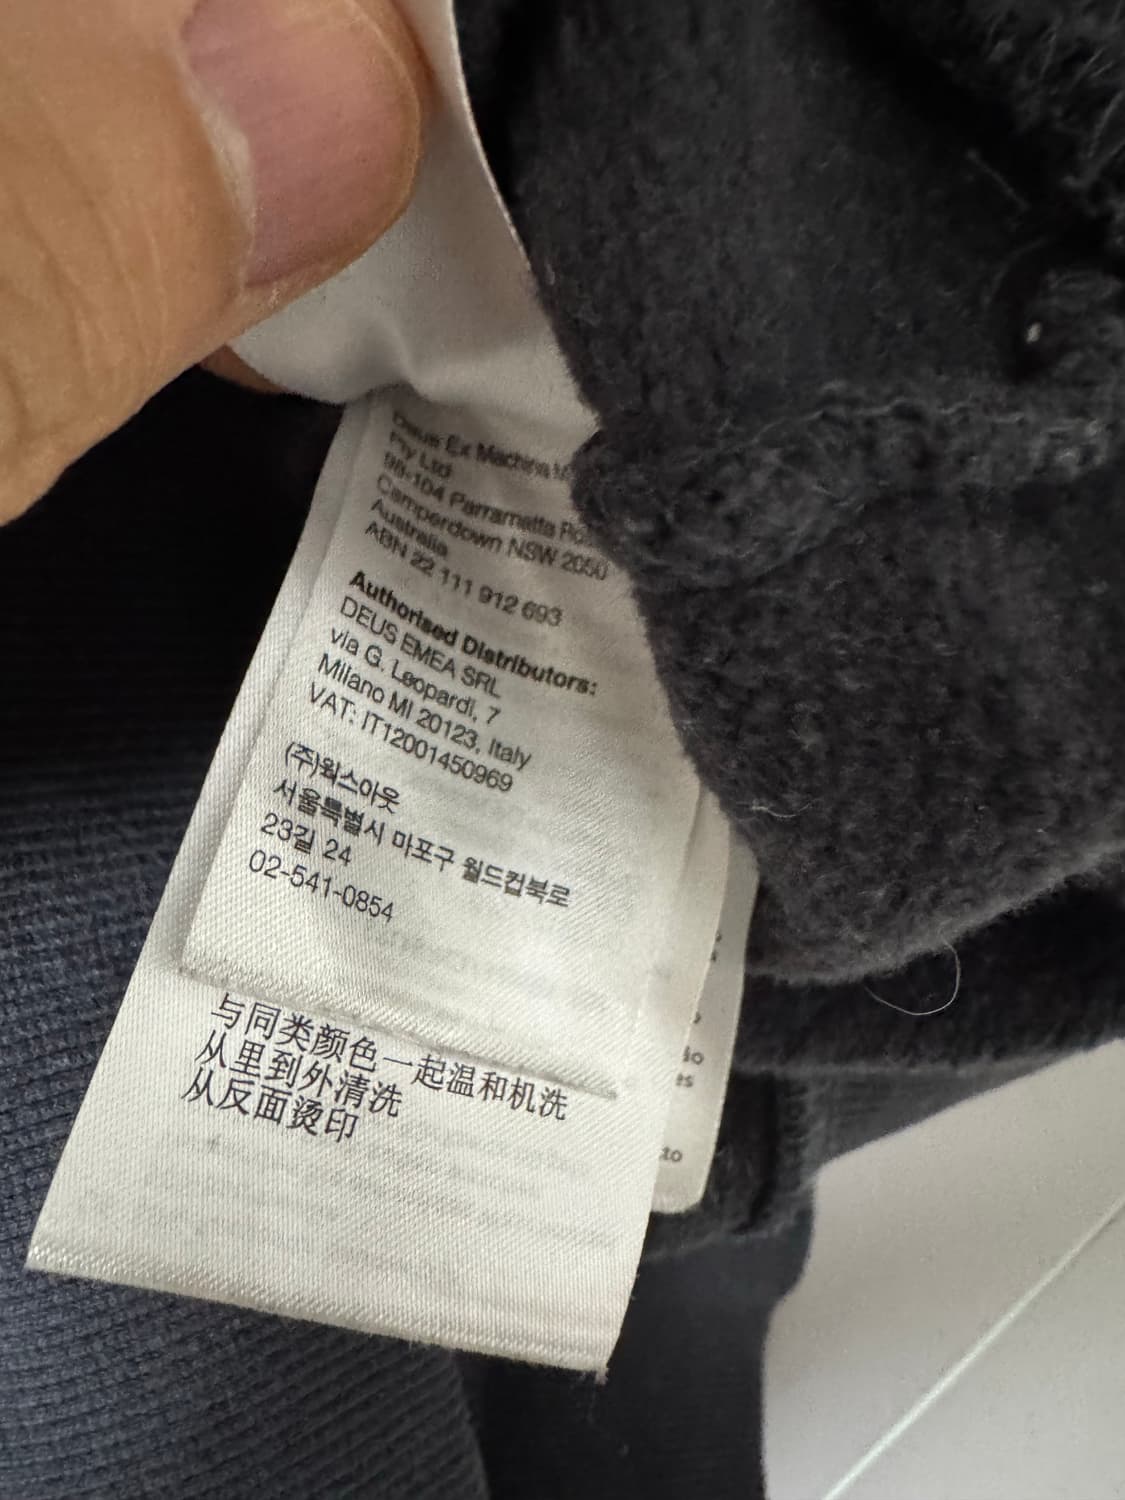 Deus Ex Machina
Pty Ltd
98-104 Parramatta
Camperdown NSW 2050
Australia
ABN 22 111 912 693
Authorised Distributors:
DEUS EMEA SRL
via G. Leopardi, 7
Milano MI 20123, Italy
VAT: IT12001450969
(주)웍스아웃
서울특별시 마포구 월드컵북로
23길 24
02-541-0854
与同类颜色一起温和机洗
从里到外清洗
从反面烫印